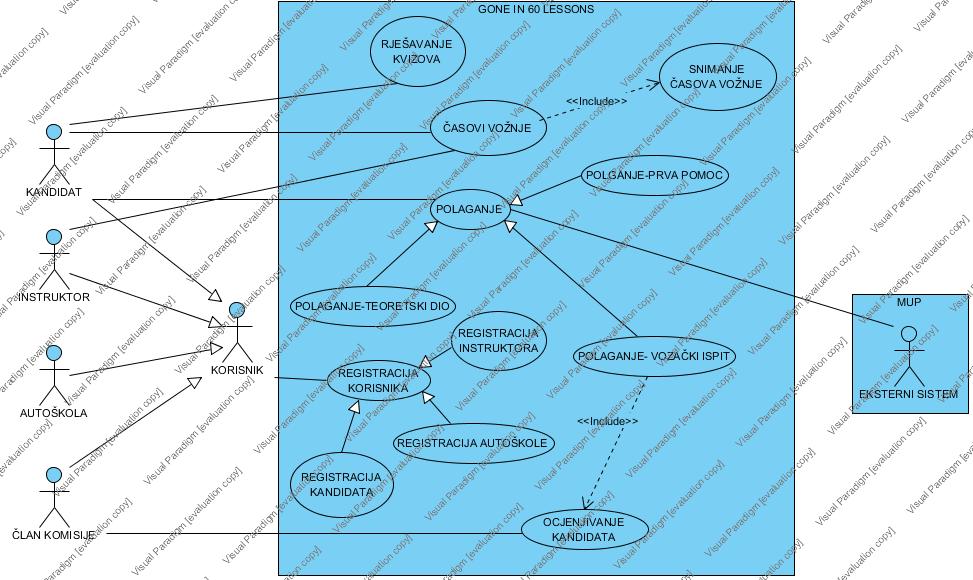 GONE IN 60 LESSONS
RJEŠAVANJE
KVIZOVA
SNIMANJE
ČASOVA VOŽNJE
<<Include>>
ČASOVI VOŽNJE
KANDIDAT
POLGANJE-PRVA POMOC
POLAGANJE
INSTRUKTOR
POLAGANJE-TEORETSKI DIO
MUP
REGISTRACIJA
INSTRUKTORA
POLAGANJE- VOZAČKI ISPIT
KORISNIK
REGISTRACIJA
KORISNIKA
EKSTERNI SISTEM
AUTOŠKOLA
<<Include>>
REGISTRACIJA AUTOŠKOLE
REGISTRACIJA
KANDIDATA
OCJENJIVANJE
KANDIDATA
ČLAN KOMISIJE
Visual Paradigm [evaluation copy]